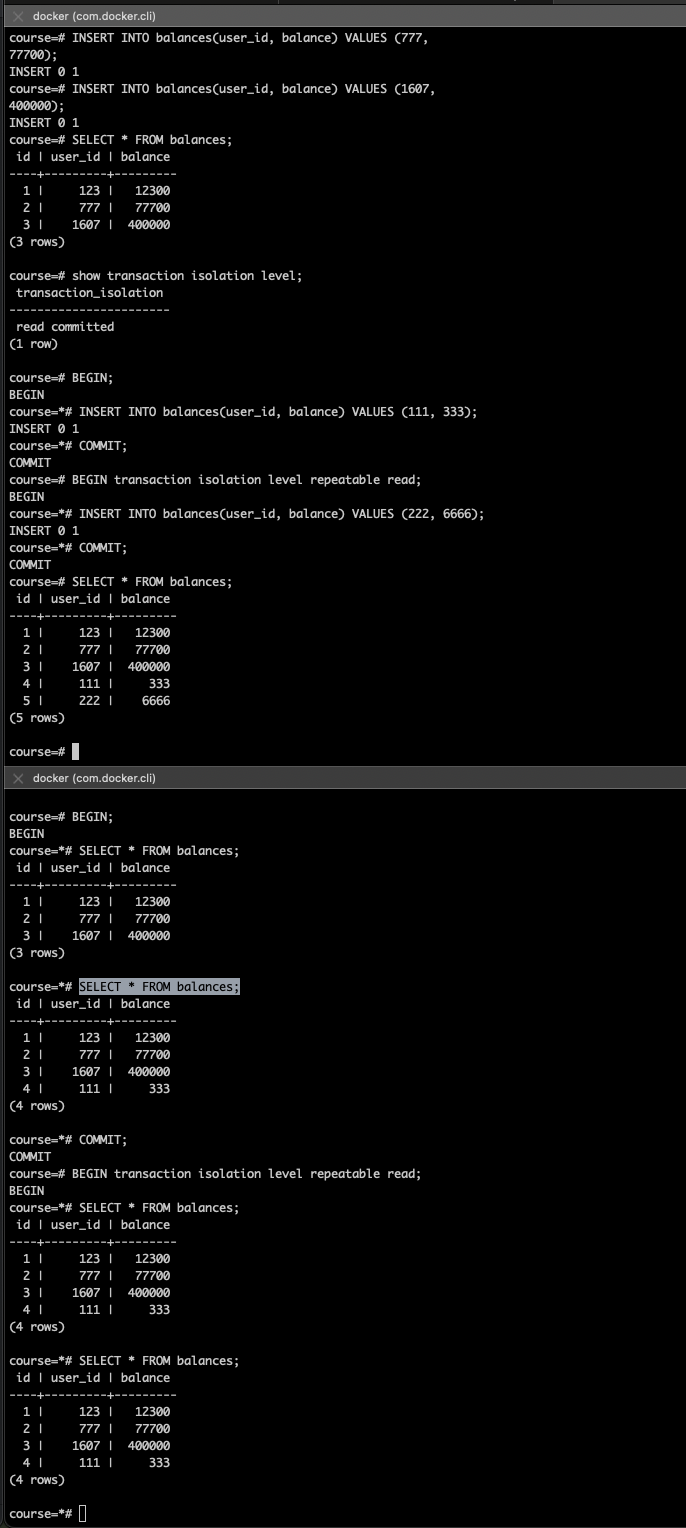 docker (com.docker.cli)
course=# INSERT INTO balances(user_id, balance) VALUES (777,
77700);
INSERT 0 1
course=# INSERT INTO balances(user_id, balance) VALUES (1607,
400000);
INSERT 0 1
course=# SELECT * FROM balances;
 id | user_id | balance
----+---------+---------
  1 |     123 |   12300
  2 |     777 |   77700
  3 |    1607 |  400000
(3 rows)

course=# show transaction isolation level;
 transaction_isolation
-----------------------
 read committed
(1 row)

course=# BEGIN;
BEGIN
course=*# INSERT INTO balances(user_id, balance) VALUES (111, 333);
INSERT 0 1
course=*# COMMIT;
COMMIT
course=# BEGIN transaction isolation level repeatable read;
BEGIN
course=*# INSERT INTO balances(user_id, balance) VALUES (222, 6666);
INSERT 0 1
course=*# COMMIT;
COMMIT
course=# SELECT * FROM balances;
 id | user_id | balance
----+---------+---------
  1 |     123 |   12300
  2 |     777 |   77700
  3 |    1607 |  400000
  4 |     111 |     333
  5 |     222 |    6666
(5 rows)

course=#
docker (com.docker.cli)
course=# BEGIN;
BEGIN
course=*# SELECT * FROM balances;
 id | user_id | balance
----+---------+---------
  1 |     123 |   12300
  2 |     777 |   77700
  3 |    1607 |  400000
(3 rows)

course=*# SELECT * FROM balances;
 id | user_id | balance
----+---------+---------
  1 |     123 |   12300
  2 |     777 |   77700
  3 |    1607 |  400000
  4 |     111 |     333
(4 rows)

course=*# COMMIT;
COMMIT
course=# BEGIN transaction isolation level repeatable read;
BEGIN
course=*# SELECT * FROM balances;
 id | user_id | balance
----+---------+---------
  1 |     123 |   12300
  2 |     777 |   77700
  3 |    1607 |  400000
  4 |     111 |     333
(4 rows)

course=*# SELECT * FROM balances;
 id | user_id | balance
----+---------+---------
  1 |     123 |   12300
  2 |     777 |   77700
  3 |    1607 |  400000
  4 |     111 |     333
(4 rows)

course=*#